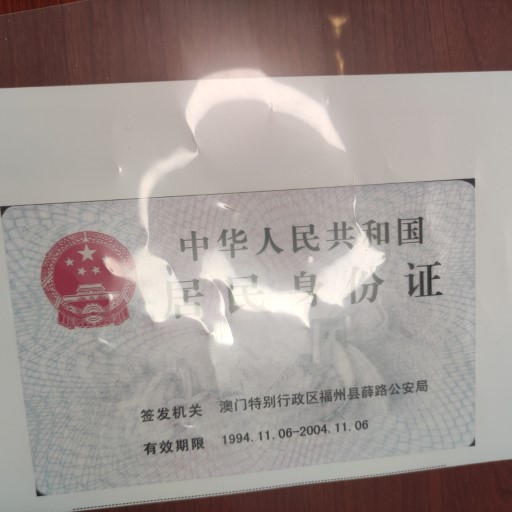 中华人民共和国
居民身份证
签发机关 澳门特别行政区福州县薛路公安局
有效期限 1994.11.06-2004.11.06